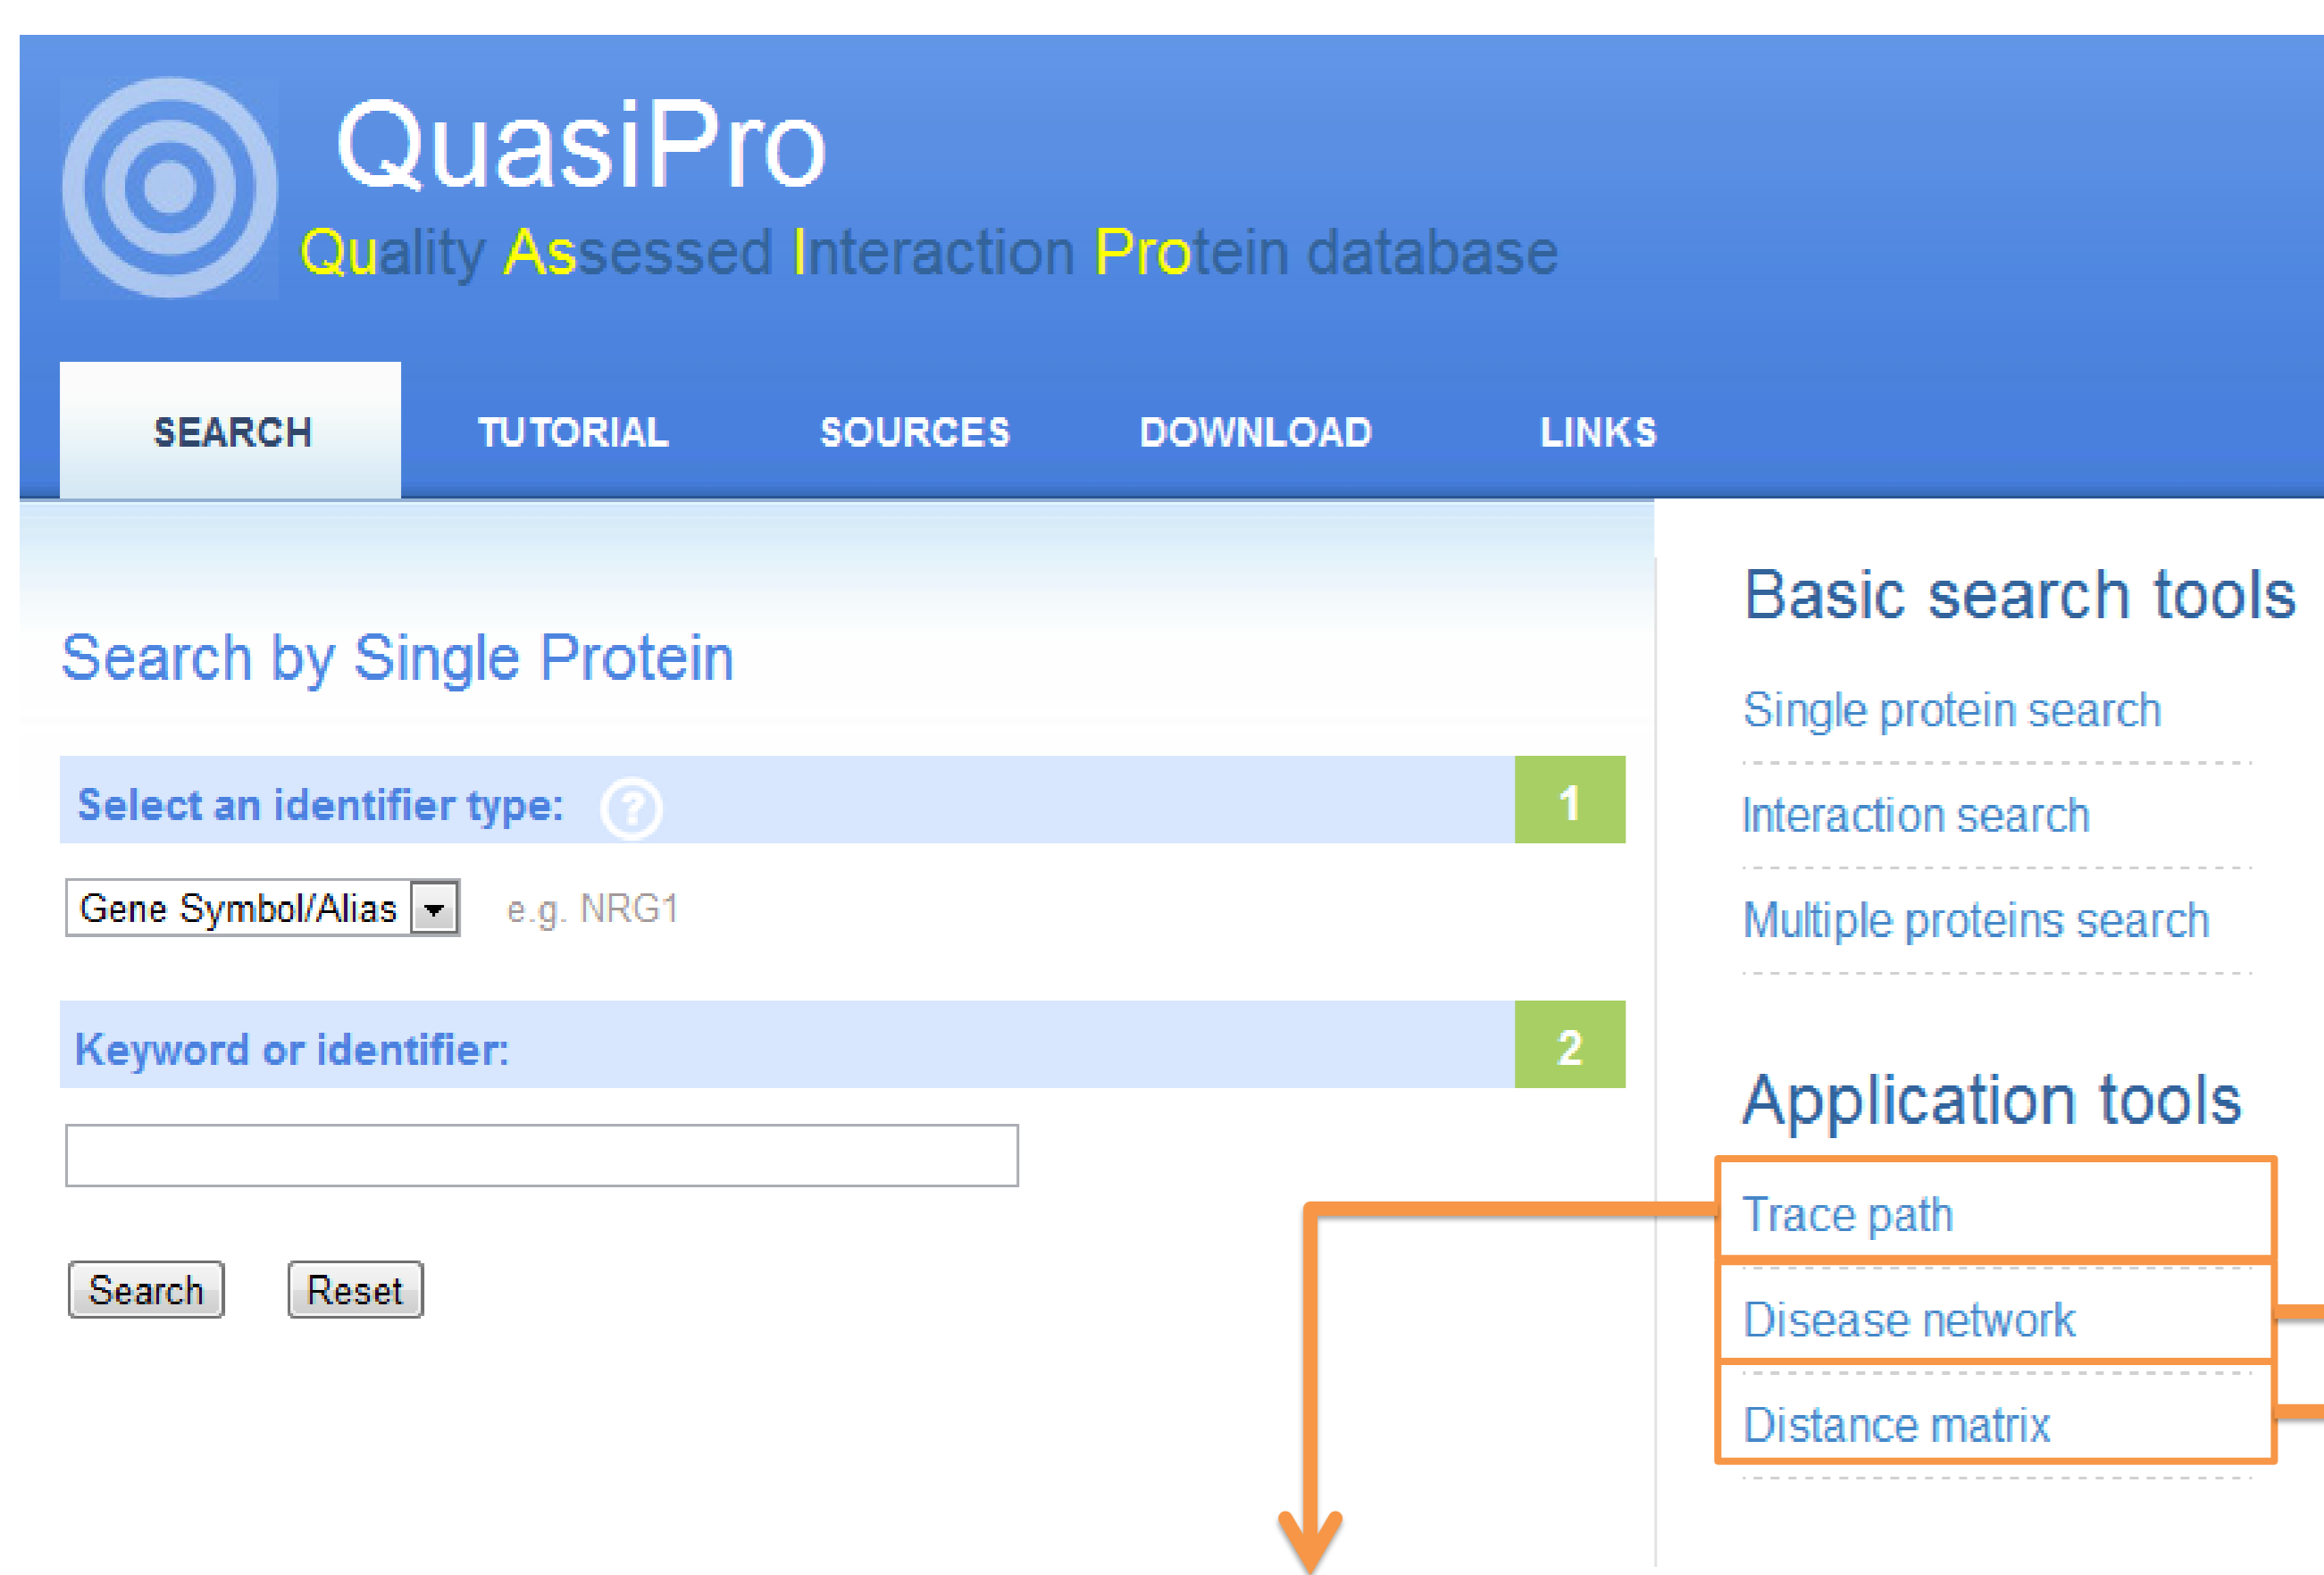 QuasiPro
Quality Assessed Interaction Protein database
SEARCH TUTORIAL SOURCES DOWNLOAD LINKS
Search by Single Protein
Select an identifier type: ? 1
Gene Symbol/Alias e.g. NRG1
Keyword or identifier: 2
Search Reset
Basic search tools
Single protein search
Interaction search
Multiple proteins search
Application tools
Trace path
Disease network
Distance matrix